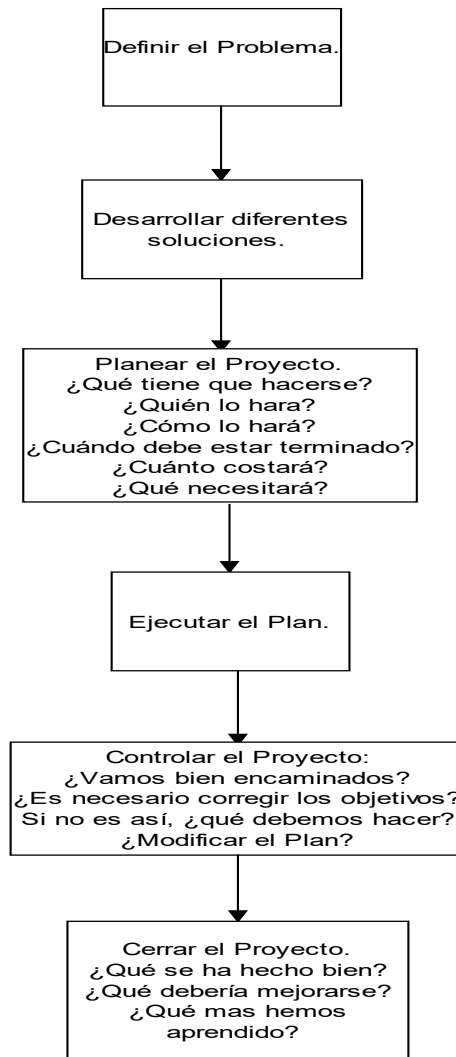 Definir el Problema.
Desarrollar diferentes
soluciones.
Planear el Proyecto.
¿Qué tiene que hacerse?
¿Quién lo hara?
¿Cómo lo hará?
¿Cuándo debe estar terminado?
¿Cuánto costará?
¿Qué necesitará?
Ejecutar el Plan.
Controlar el Proyecto:
¿Vamos bien encaminados?
¿Es necesario corregir los objetivos?
Si no es así, ¿qué debemos hacer?
¿Modificar el Plan?
Cerrar el Proyecto.
¿Qué se ha hecho bien?
¿Qué debería mejorarse?
¿Qué mas hemos
aprendido?